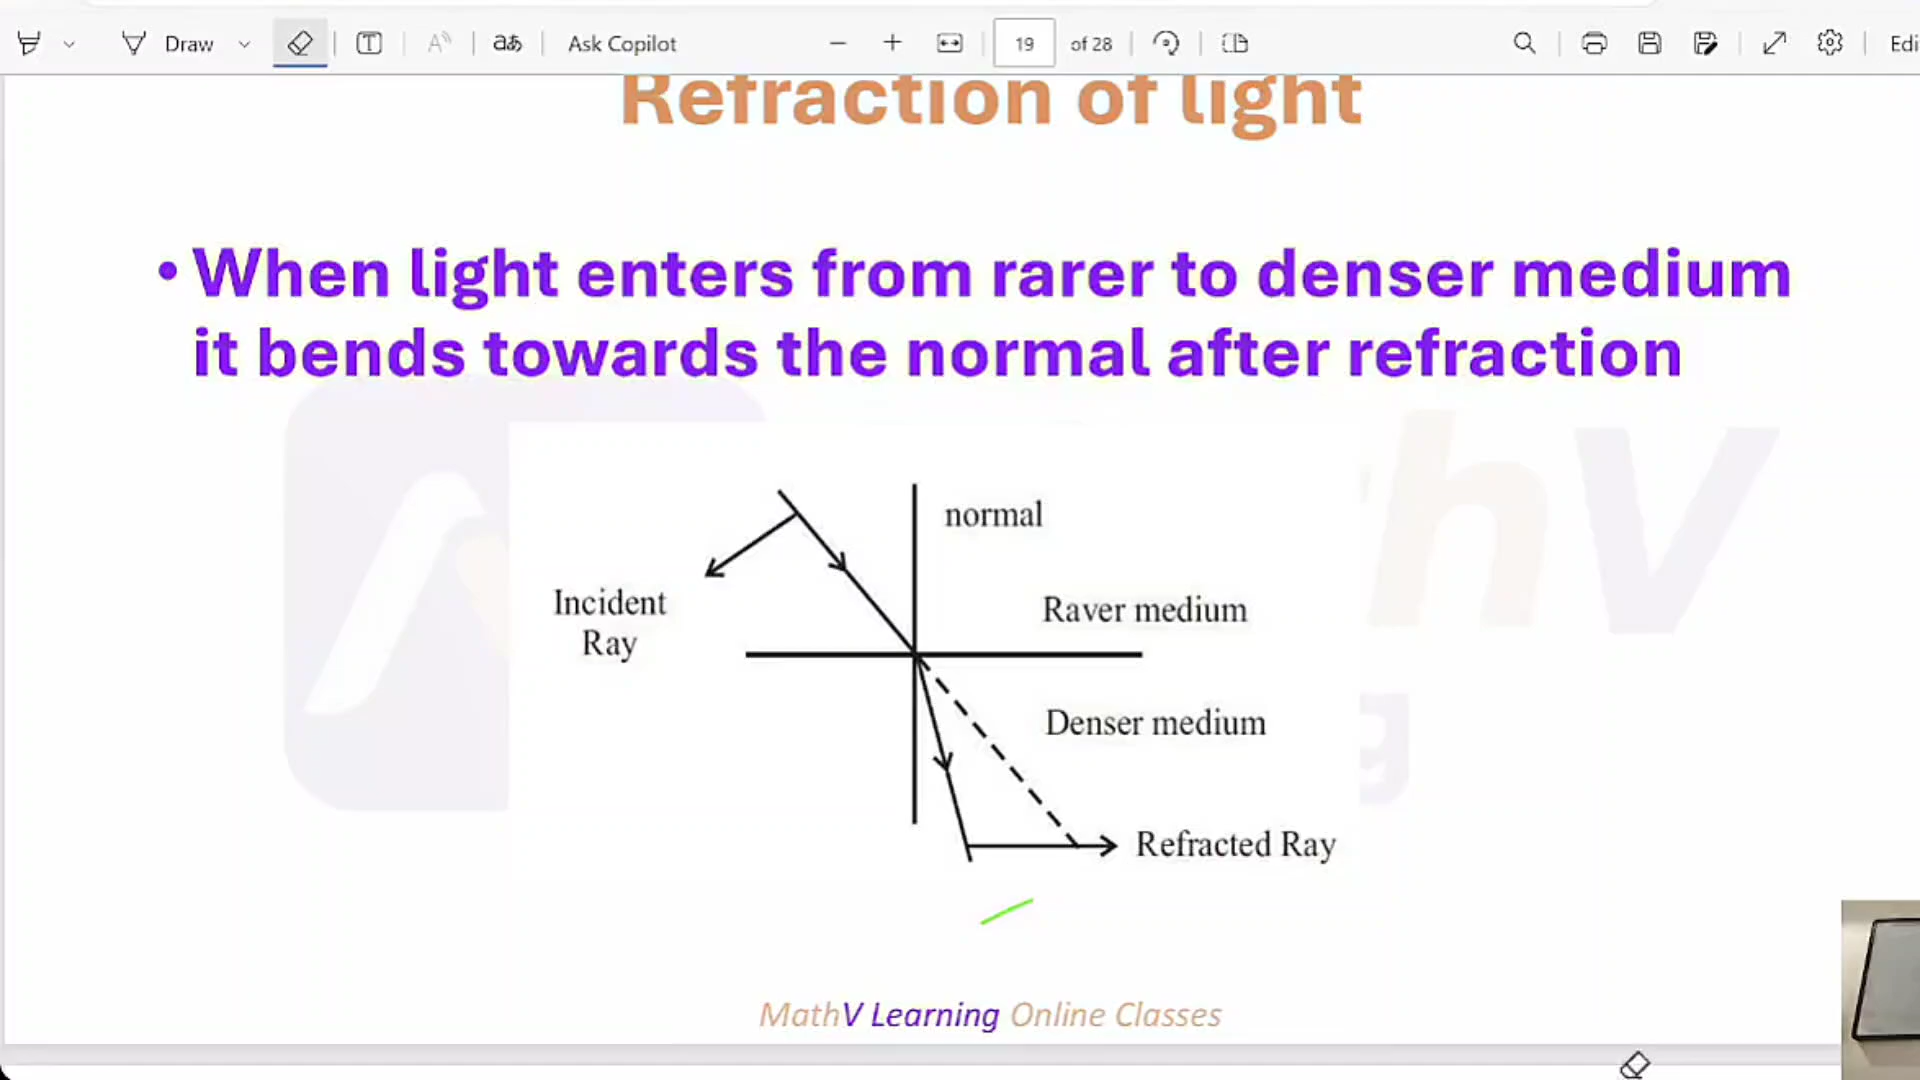 Draw
aあ
Ask Copilot
19
of 28
Edi
Refraction of light
• When light enters from rarer to denser medium
it bends towards the normal after refraction
normal
Incident
Ray
Raver medium
Denser medium
Refracted Ray
MathV Learning Online Classes